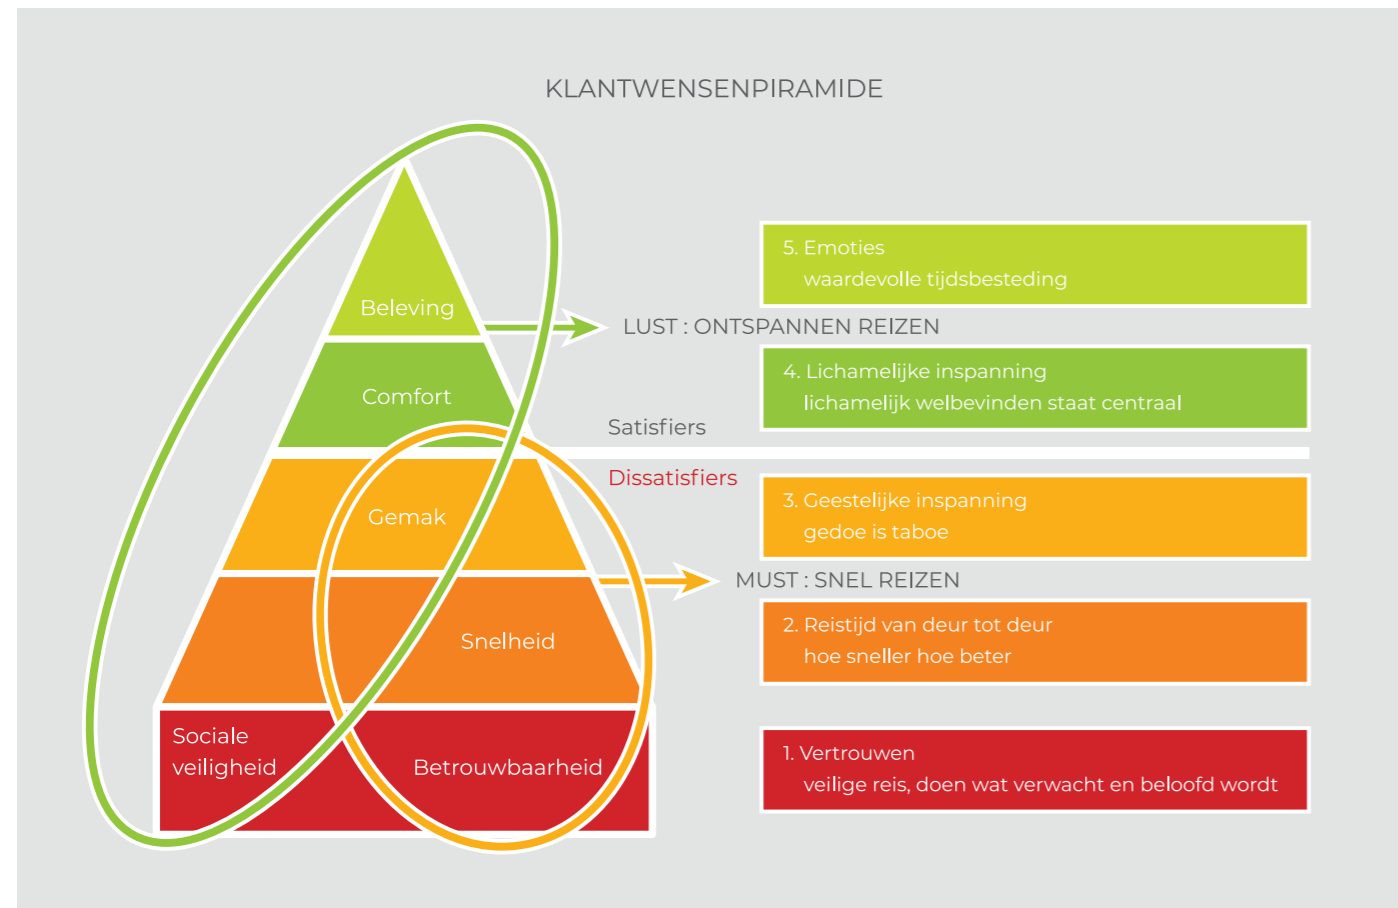 KLANTWENSENPIRAMIDE
Beleving
Comfort
Gemak
Snelheid
Sociale
veiligheid
Betrouwbaarheid
5. Emoties
waardevolle tijdsbesteding
LUST : ONTSPANNEN REIZEN
4. Lichamelijke inspanning
lichamelijk welbevinden staat centraal
Satisfiers
Dissatisfiers
3. Geestelijke inspanning
gedoe is taboe
MUST : SNEL REIZEN
2. Reistijd van deur tot deur
hoe sneller hoe beter
1. Vertrouwen
veilige reis, doen wat verwacht en beloofd wordt